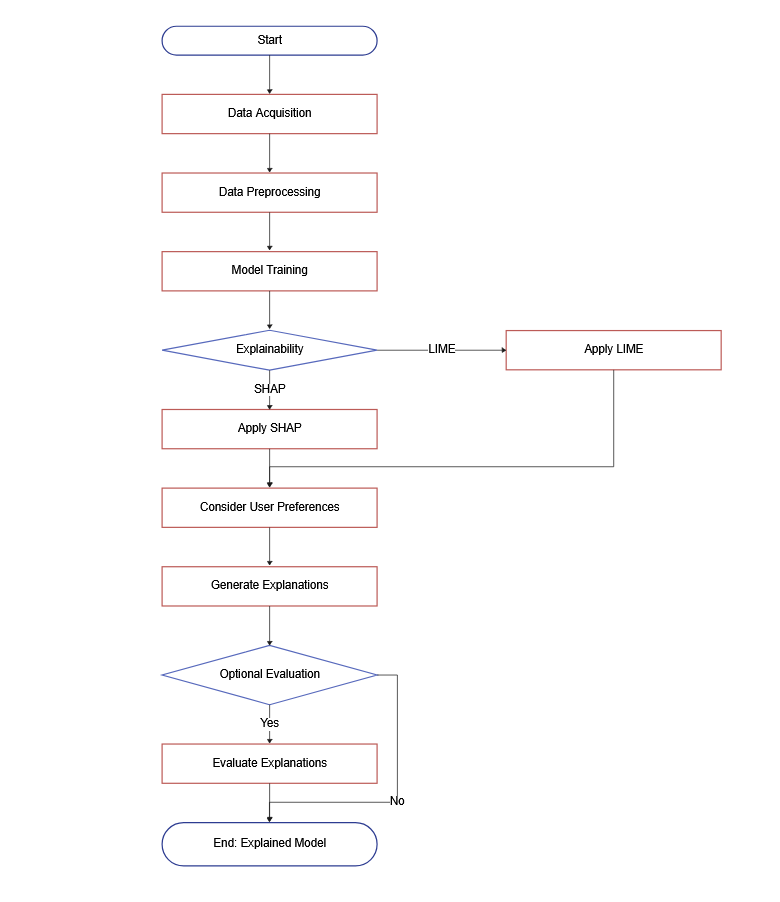 Start
Data Acquisition
Data Preprocessing
Model Training
Explainability
LIME
Apply LIME
SHAP
Apply SHAP
Consider User Preferences
Generate Explanations
Optional Evaluation
Yes
Evaluate Explanations
No
End: Explained Model